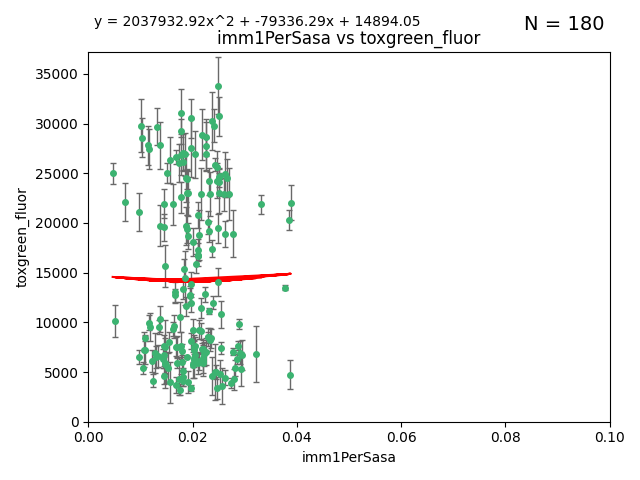 y = 2037932.92x^2 + -79336.29x + 14894.05
N = 180
imm1PerSasa vs toxgreen_fluor
35000
30000
25000
20000
15000
10000
5000
0
toxgreen_fluor
0.00 0.02 0.04 0.06 0.08 0.10
imm1PerSasa